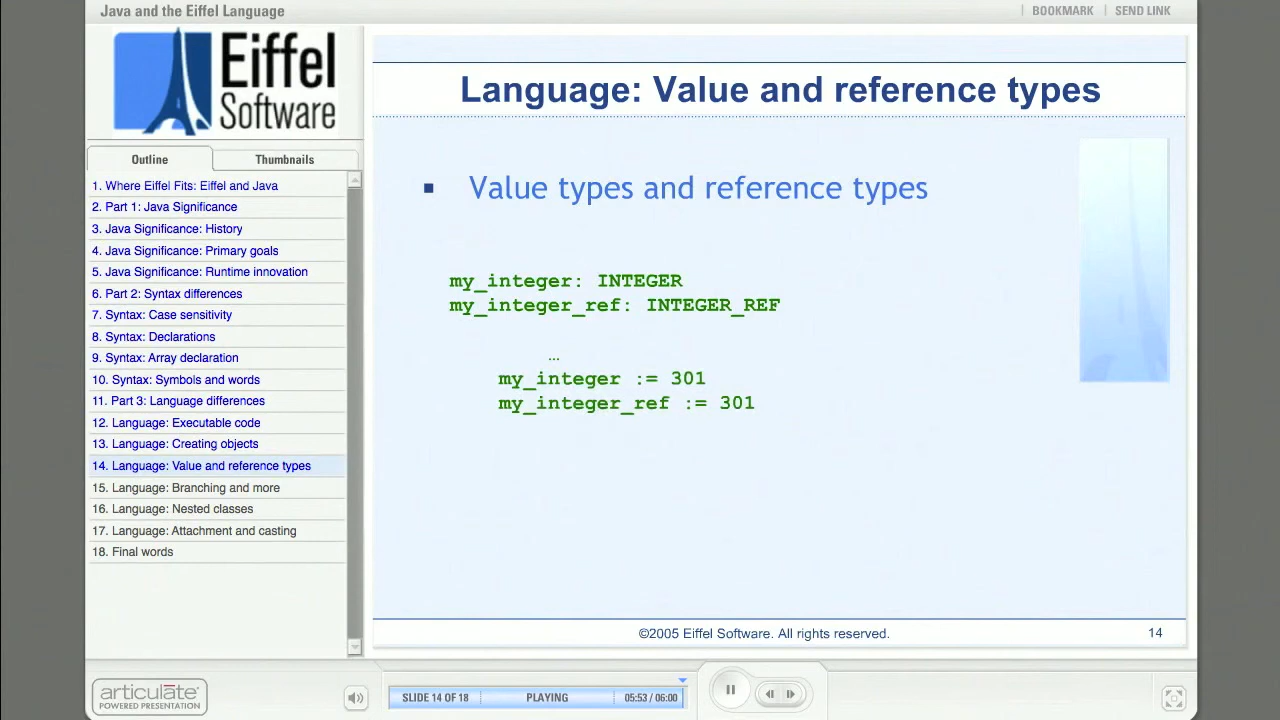 Java and the Eiffel Language
BOOKMARK
SEND LINK
Eiffel
Software
Outline
Thumbnails
1. Where Eiffel Fits: Eiffel and Java
2. Part 1: Java Significance
3. Java Significance: History
4. Java Significance: Primary goals
5. Java Significance: Runtime innovation
6. Part 2: Syntax differences
7. Syntax: Case sensitivity
8. Syntax: Declarations
9. Syntax: Array declaration
10. Syntax: Symbols and words
11. Part 3: Language differences
12. Language: Executable code
13. Language: Creating objects
14. Language: Value and reference types
15. Language: Branching and more
16. Language: Nested classes
17. Language: Attachment and casting
18. Final words
Language: Value and reference types
Value types and reference types
my_integer: INTEGER
my_integer_ref: INTEGER_REF
…
my_integer := 301
my_integer_ref := 301
©2005 Eiffel Software. All rights reserved.
14
articulate
POWERED PRESENTATION
SLIDE 14 OF 18
PLAYING
05:53 / 06:00